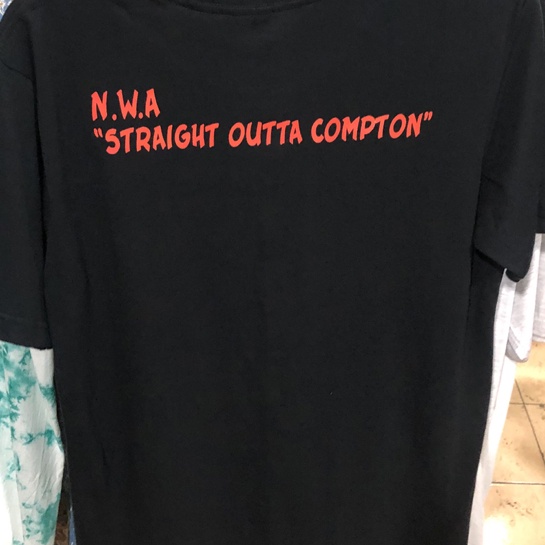 N.W.A
“STRAIGHT OUTTA COMPTON”